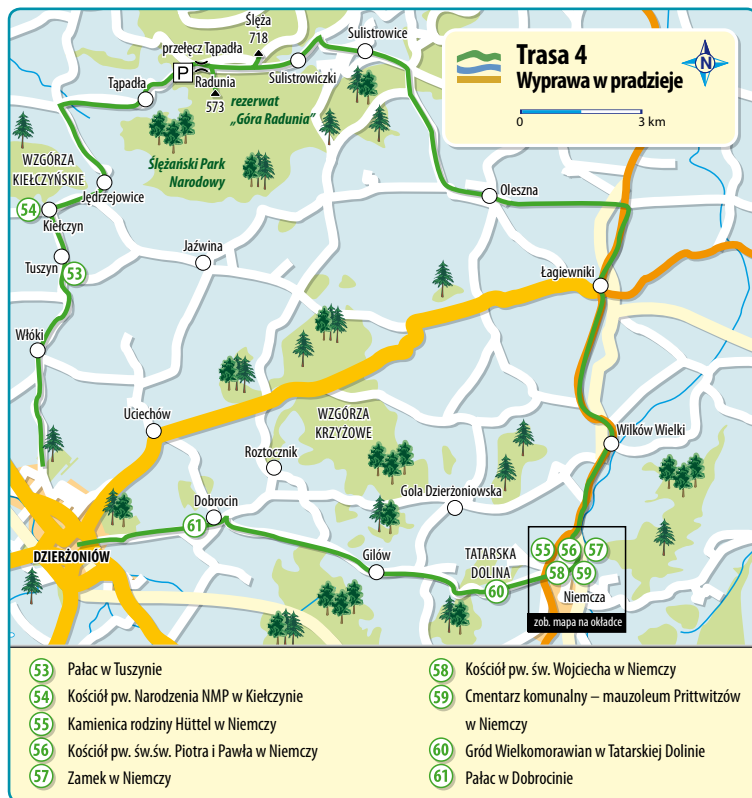 Trasa 4
Wyprawa w pradzieje
N
0 3 km
Ślęża
718
przełęcz Tąpadła
P
Radunia
573
Sulistrowice
Sulistrowiczki
Tąpadła
rezerwat
„Góra Radunia”
Ślężański Park
Narodowy
WZGÓRZA
KIEŁCZYŃSKIE
Jędrzejowice
54
Kiełczyn
Oleszna
Tuszyn
53
Jaźwina
Łagiewniki
Włóki
Uciechów
WZGÓRZA
KRZYŻOWE
Wilków Wielki
Roztocznik
Gola Dzierżoniowska
Dobrocin
61
DZIERŻONIÓW
Gilów
TATARSKA
DOLINA
60
55 56 57
58 59
Niemcza
zob. mapa na okładce
53 Pałac w Tuszynie
54 Kościół pw. Narodzenia NMP w Kiełczynie
55 Kamienica rodziny Hüttel w Niemczy
56 Kościół pw. św.św. Piotra i Pawła w Niemczy
57 Zamek w Niemczy
58 Kościół pw. św. Wojciecha w Niemczy
59 Cmentarz komunalny – mauzoleum Prittwitzów
w Niemczy
60 Gród Wielkomorawian w Tatarskiej Dolinie
61 Pałac w Dobrocinie